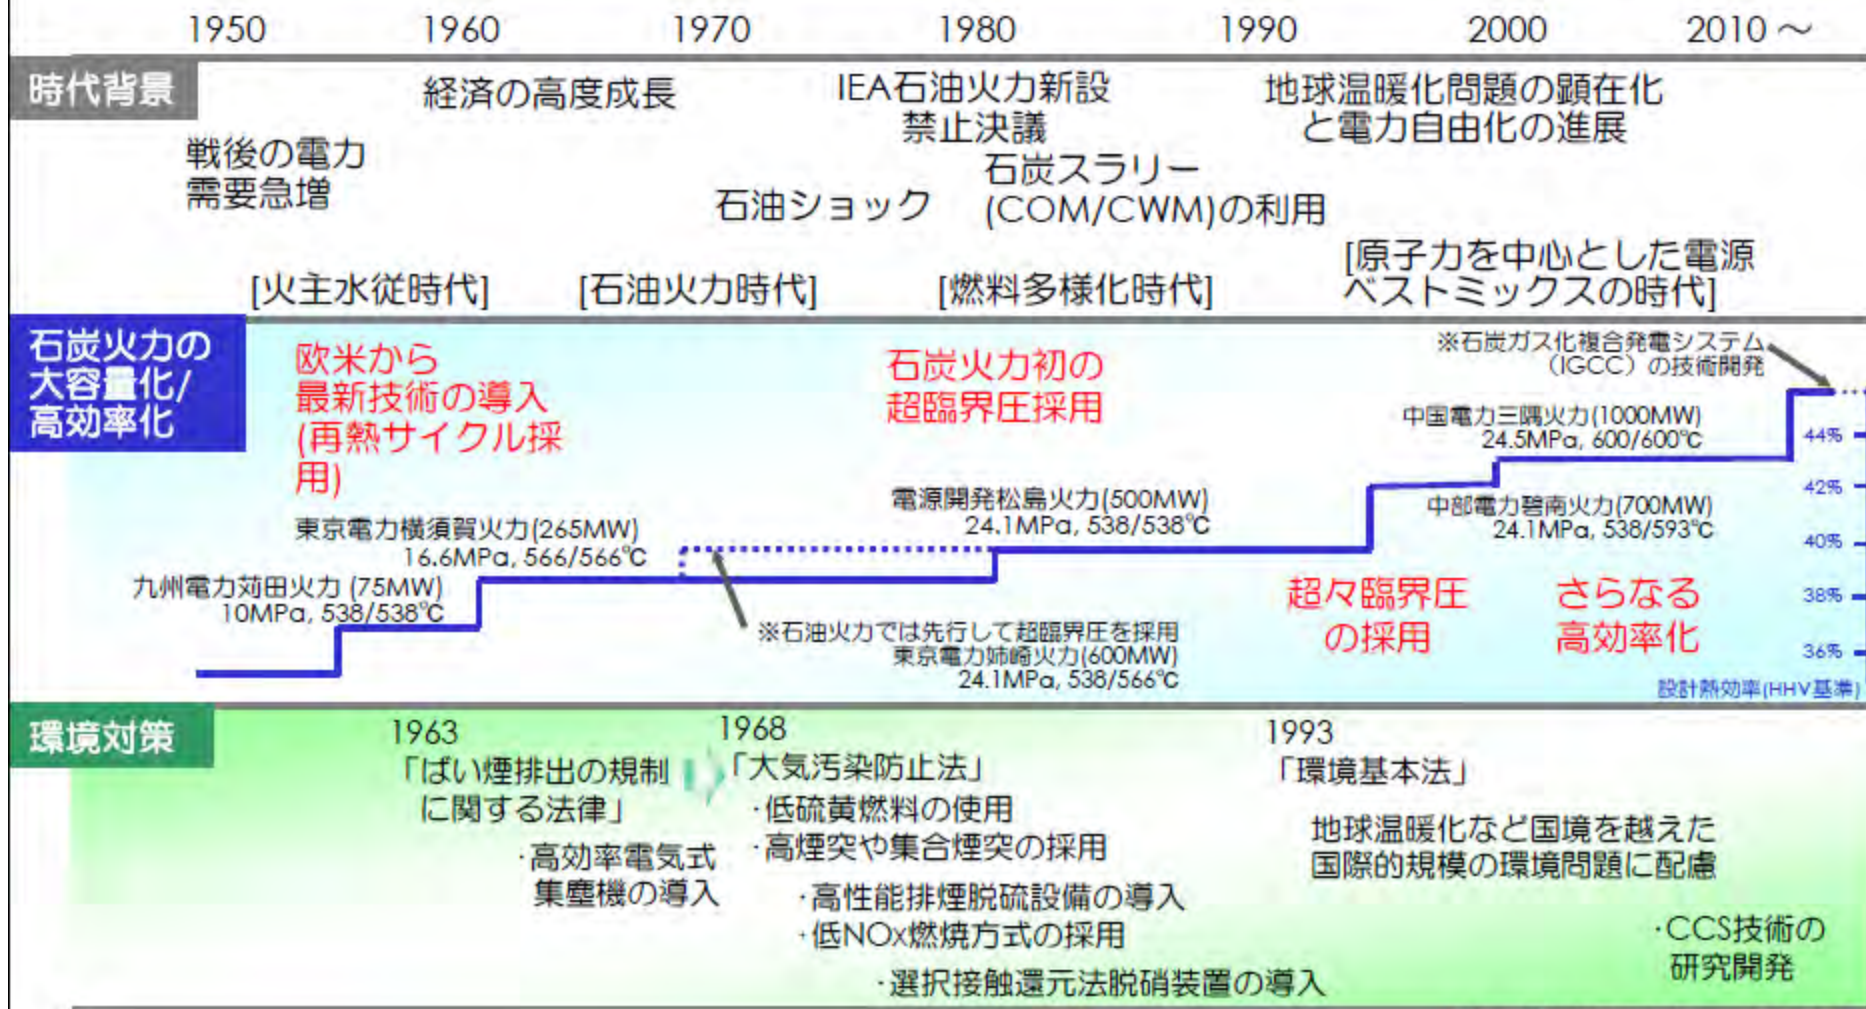 1950
1960
1970
1980
1990
2000
2010 ～
時代背景
経済の高度成長
IEA石油火力新設
禁止決議
地球温暖化問題の顕在化
と電力自由化の進展
戦後の電力
需要急増
石油ショック
石炭スラリー
(COM/CWM)の利用
[火主水従時代]
[石油火力時代]
[燃料多様化時代]
[原子力を中心とした電源
ベストミックスの時代]
石炭火力の
大容量化/
高効率化
欧米から
最新技術の導入
(再熱サイクル採
用)
石炭火力初の
超臨界圧採用
※石炭ガス化複合発電システム
（IGCC）の技術開発
中国電力三隅火力(1000MW)
24.5MPa, 600/600℃
44%
電源開発松島火力(500MW)
24.1MPa, 538/538℃
42%
中部電力碧南火力(700MW)
24.1MPa, 538/593℃
東京電力横須賀火力(265MW)
16.6MPa, 566/566℃
40%
九州電力苅田火力 (75MW)
10MPa, 538/538℃
超々臨界圧
の採用
さらなる
高効率化
38%
※石油火力では先行して超臨界圧を採用
東京電力姉崎火力(600MW)
24.1MPa, 538/566℃
36%
設計熱効率(HHV基準)
環境対策
1963
「ばい煙排出の規制
に関する法律」
・高効率電気式
集塵機の導入
1968
「大気汚染防止法」
・低硫黄燃料の使用
・高煙突や集合煙突の採用
・高性能排煙脱硫設備の導入
・低NOx燃焼方式の採用
・選択接触還元法脱硝装置の導入
1993
「環境基本法」
地球温暖化など国境を越えた
国際的規模の環境問題に配慮
・CCS技術の
研究開発